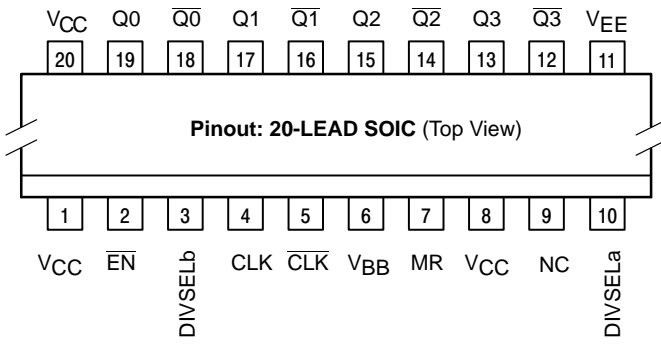 VCC Q0 Q0 Q1 Q1 Q2 Q2 Q3 Q3 VEE
20 19 18 17 16 15 14 13 12 11
Pinout: 20-LEAD SOIC (Top View)
1 2 3 4 5 6 7 8 9 10
VCC EN DIVSELb CLK CLK VBB MR VCC NC DIVSELa